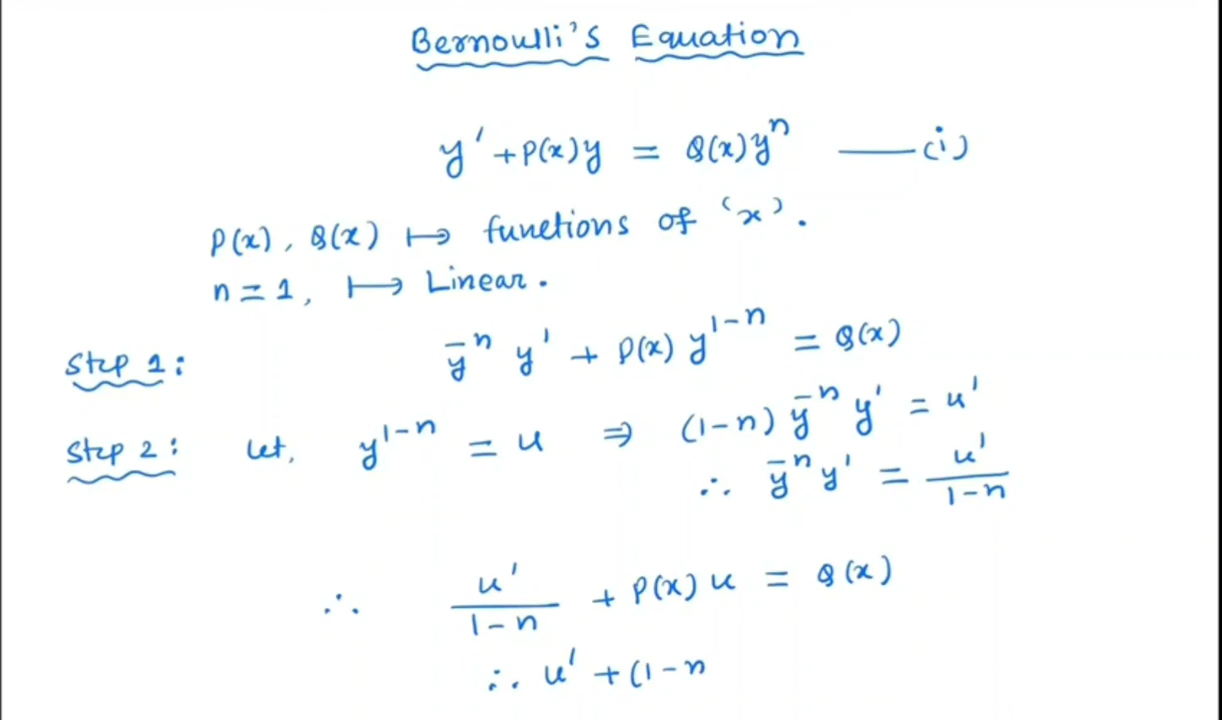 Bernoulli's Equation
y' + P(x)y = Q(x)yⁿ —— (i)
P(x), Q(x) ↦ functions of 'x'.
n = 1, ↦ Linear.
Step 1: y⁻ⁿ y' + P(x) y¹⁻ⁿ = Q(x)
Step 2: Let, y¹⁻ⁿ = u ⇒ (1-n) y⁻ⁿ y' = u'
∴ y⁻ⁿ y' = u'/(1-n)
∴ u'/(1-n) + P(x) u = Q(x)
∴ u' + (1-n